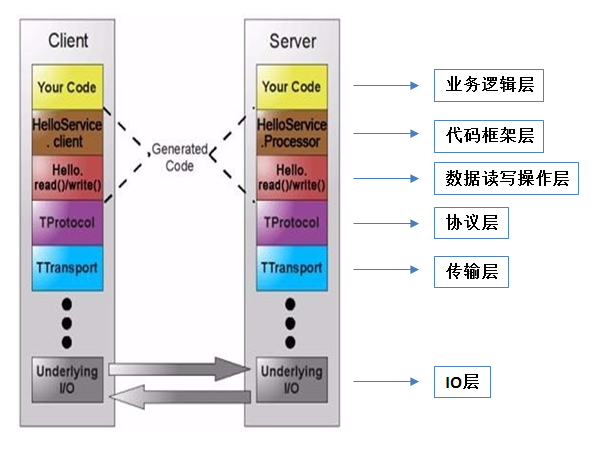 Client
Server
Your Code
Your Code
业务逻辑层
HelloService
.client
HelloService
.Processor
代码框架层
Generated
Code
Hello.
read()/write()
Hello.
read()/write()
数据读写操作层
TProtocol
TProtocol
协议层
TTransport
TTransport
传输层
Underlying
I/O
Underlying
I/O
IO层